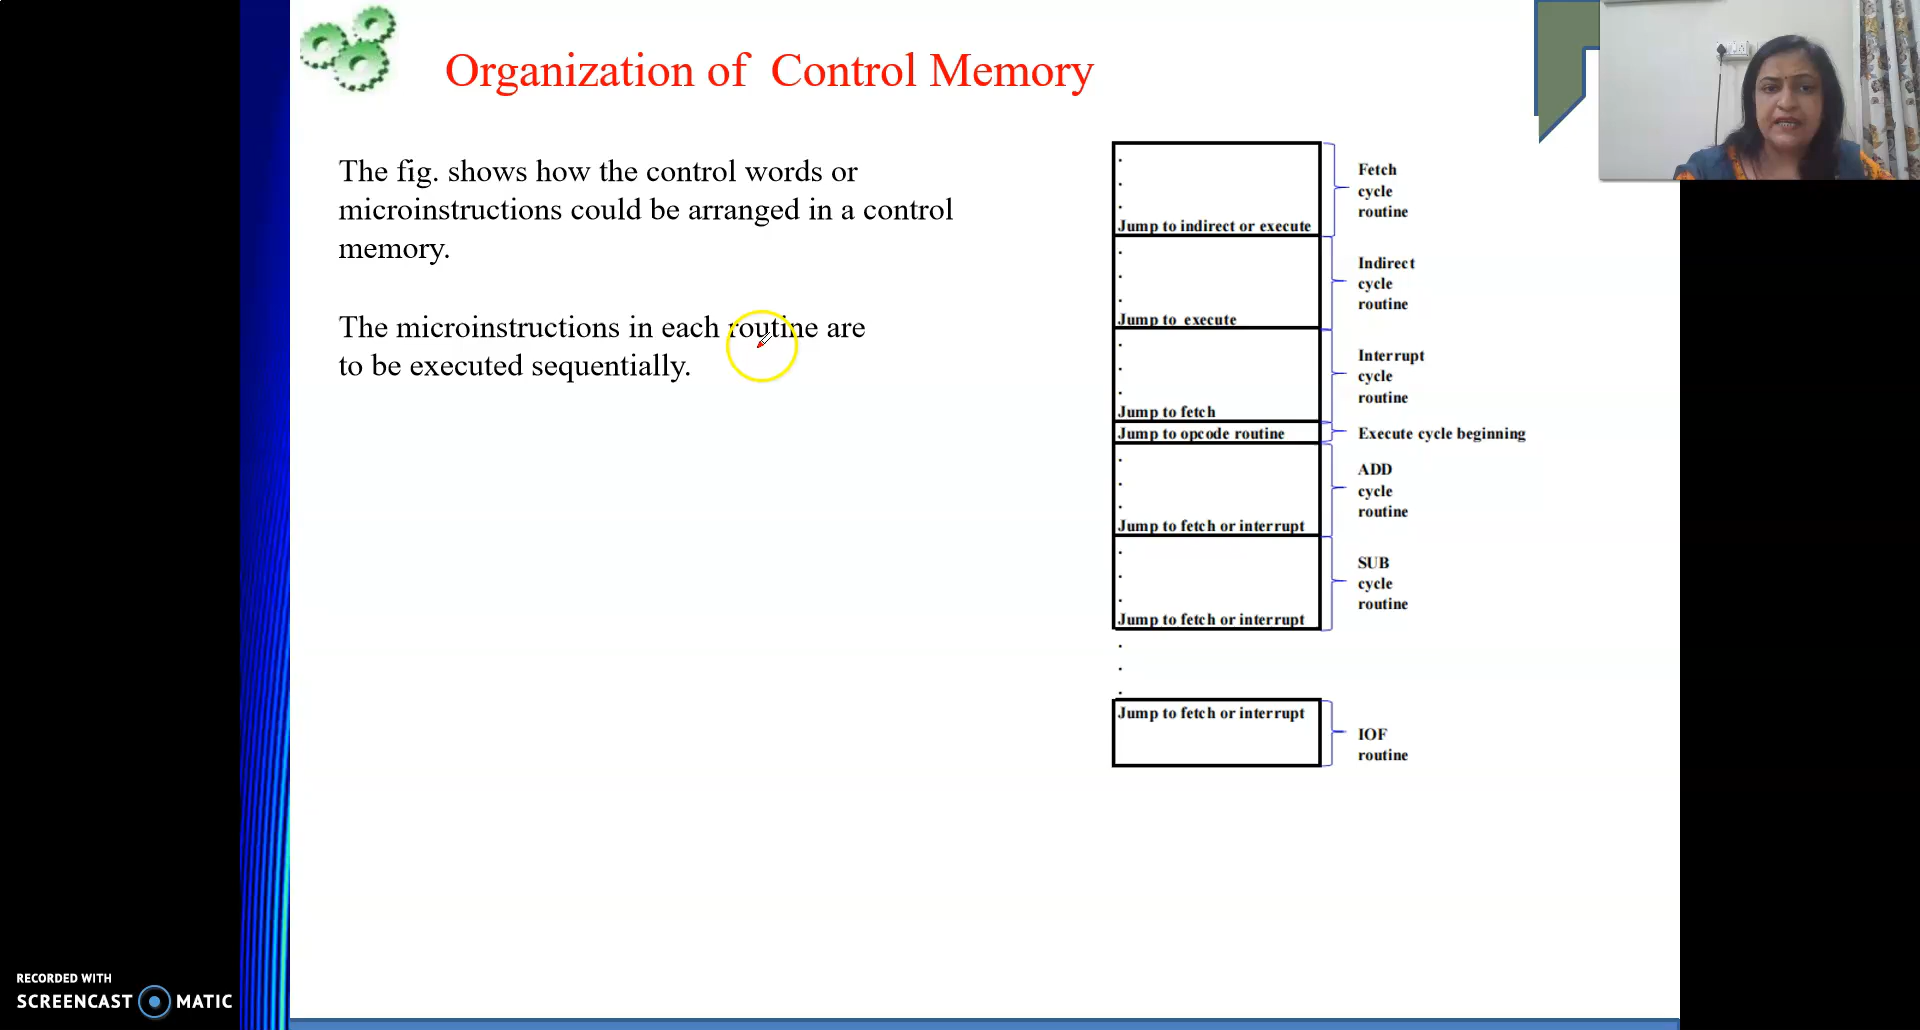 Organization of Control Memory
The fig. shows how the control words or
microinstructions could be arranged in a control
memory.
The microinstructions in each routine are
to be executed sequentially.
Jump to indirect or execute
Fetch
cycle
routine
Jump to execute
Indirect
cycle
routine
Jump to fetch
Interrupt
cycle
routine
Jump to opcode routine
Execute cycle beginning
Jump to fetch or interrupt
ADD
cycle
routine
Jump to fetch or interrupt
SUB
cycle
routine
Jump to fetch or interrupt
IOF
routine
RECORDED WITH
SCREENCAST MATIC